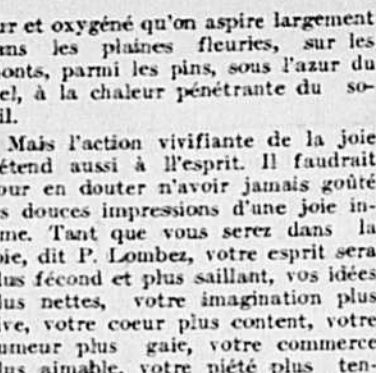 ur et oxygéné qu'on aspire largement
ns les plaines fleuries, sur les
onts, parmi les pins, sous l'azur du
el, à la chaleur pénétrante du so-
il.
Mais l'action vivifiante de la joie
étend aussi à ll'esprit. Il faudrait
our en douter n'avoir jamais goûté
s douces impressions d'une joie in-
me. Tant que vous serez dans la
oie, dit P. Lombez, votre esprit sera
lus fécond et plus saillant, vos idées
lus nettes, votre imagination plus
ive, votre coeur plus content, votre
umeur plus gaie, votre commerce
lus aimable, votre piété plus ten-